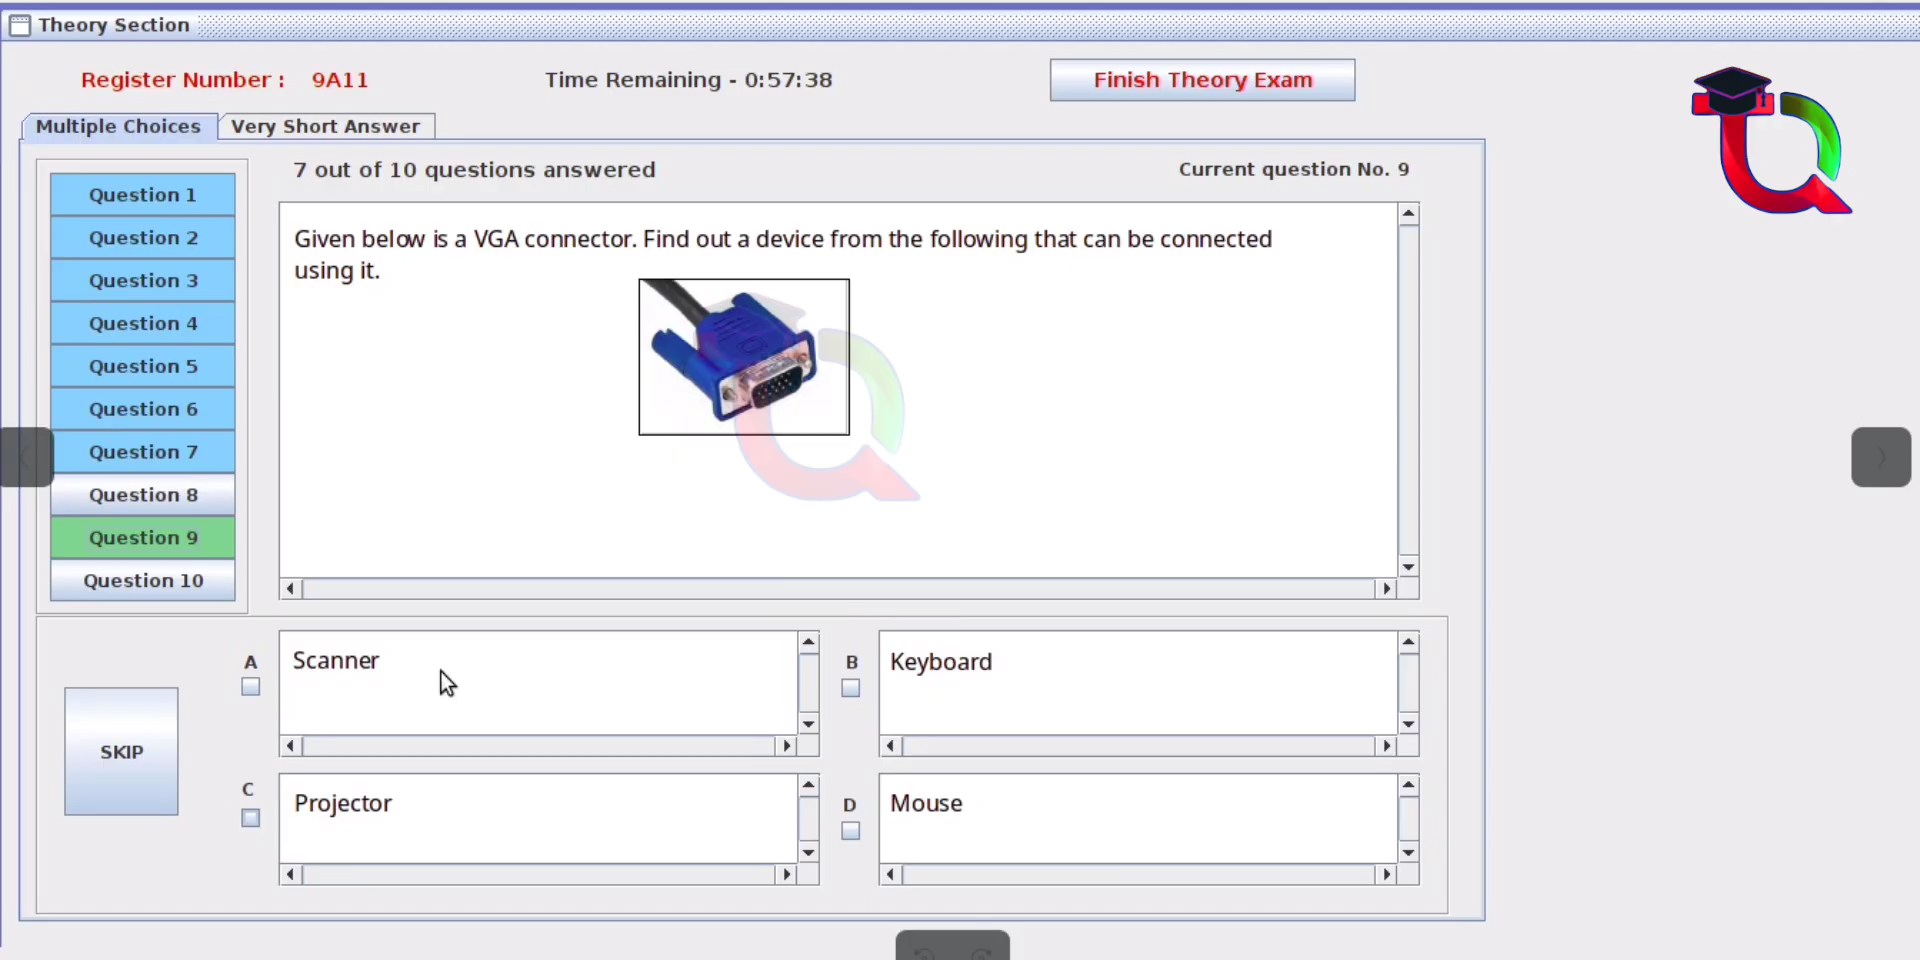 Theory Section
Register Number : 9A11
Time Remaining - 0:57:38
Finish Theory Exam
Multiple Choices
Very Short Answer
7 out of 10 questions answered
Current question No. 9
Question 1
Question 2
Question 3
Question 4
Question 5
Question 6
Question 7
Question 8
Question 9
Question 10
Given below is a VGA connector. Find out a device from the following that can be connected
using it.
SKIP
A
Scanner
B
Keyboard
C
Projector
D
Mouse